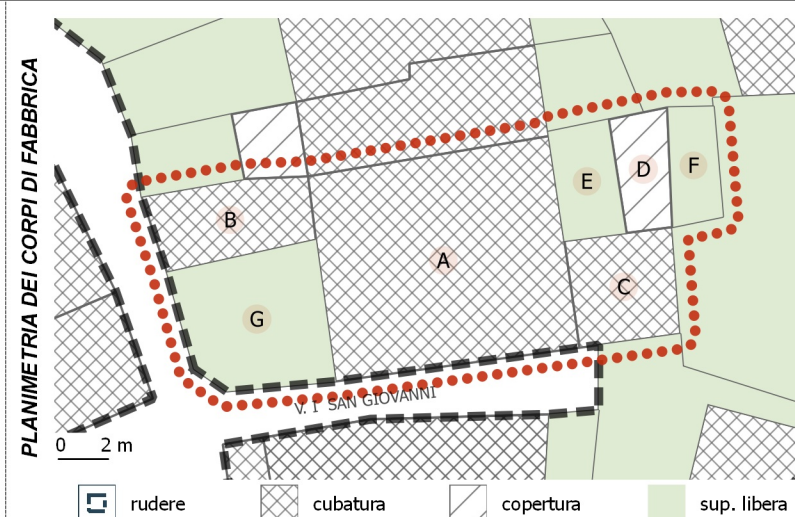 PLANIMETRIA DEI CORPI DI FABBRICA
D
F
E
B
A
C
G
V. I SAN GIOVANNI
0 2 m
rudere cubatura copertura sup. libera